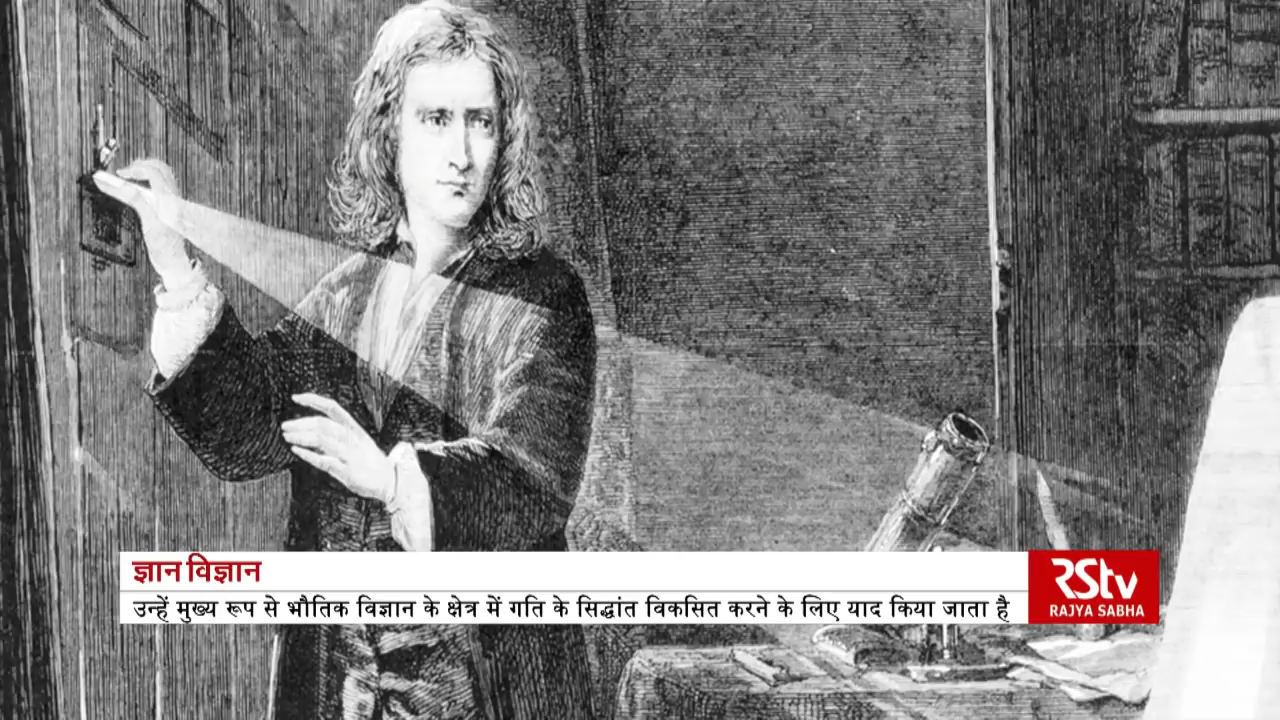 ज्ञान विज्ञान
उन्हें मुख्य रूप से भौतिक विज्ञान के क्षेत्र में गति के सिद्धांत विकसित करने के लिए याद किया जाता है
RStv
RAJYA SABHA